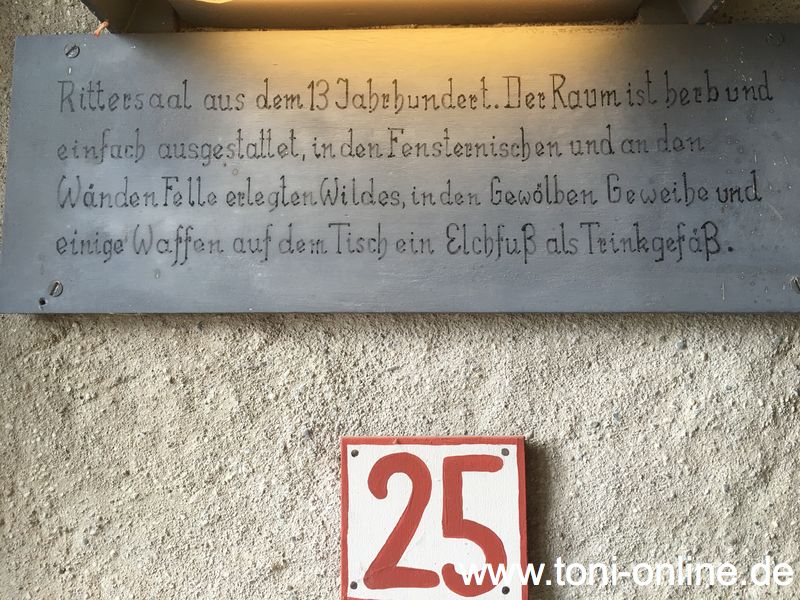 Rittersaal aus dem 13 Jahrhundert. Der Raum ist herb und
einfach ausgestattet, in den Fensternischen und an den
Wänden Felle erlegten Wildes, in den Gewölben Geweihe und
einige Waffen auf dem Tisch ein Elchfuß als Trinkgefäß.
25
www.toni-online.de